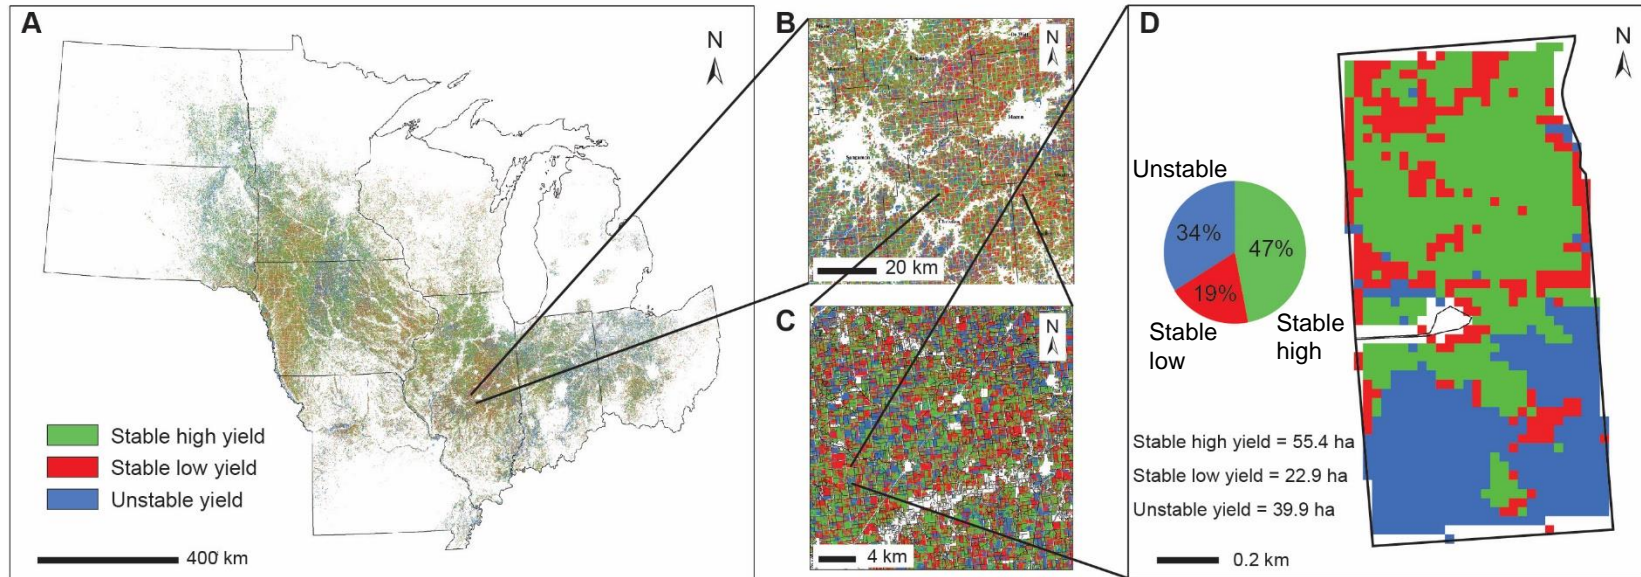 A
N
Stable high yield
Stable low yield
Unstable yield
400 km
B
N
Macon
Sangamon
20 km
C
N
4 km
D
N
Unstable
34%
47%
19%
Stable
low
Stable
high
Stable high yield = 55.4 ha
Stable low yield = 22.9 ha
Unstable yield = 39.9 ha
0.2 km